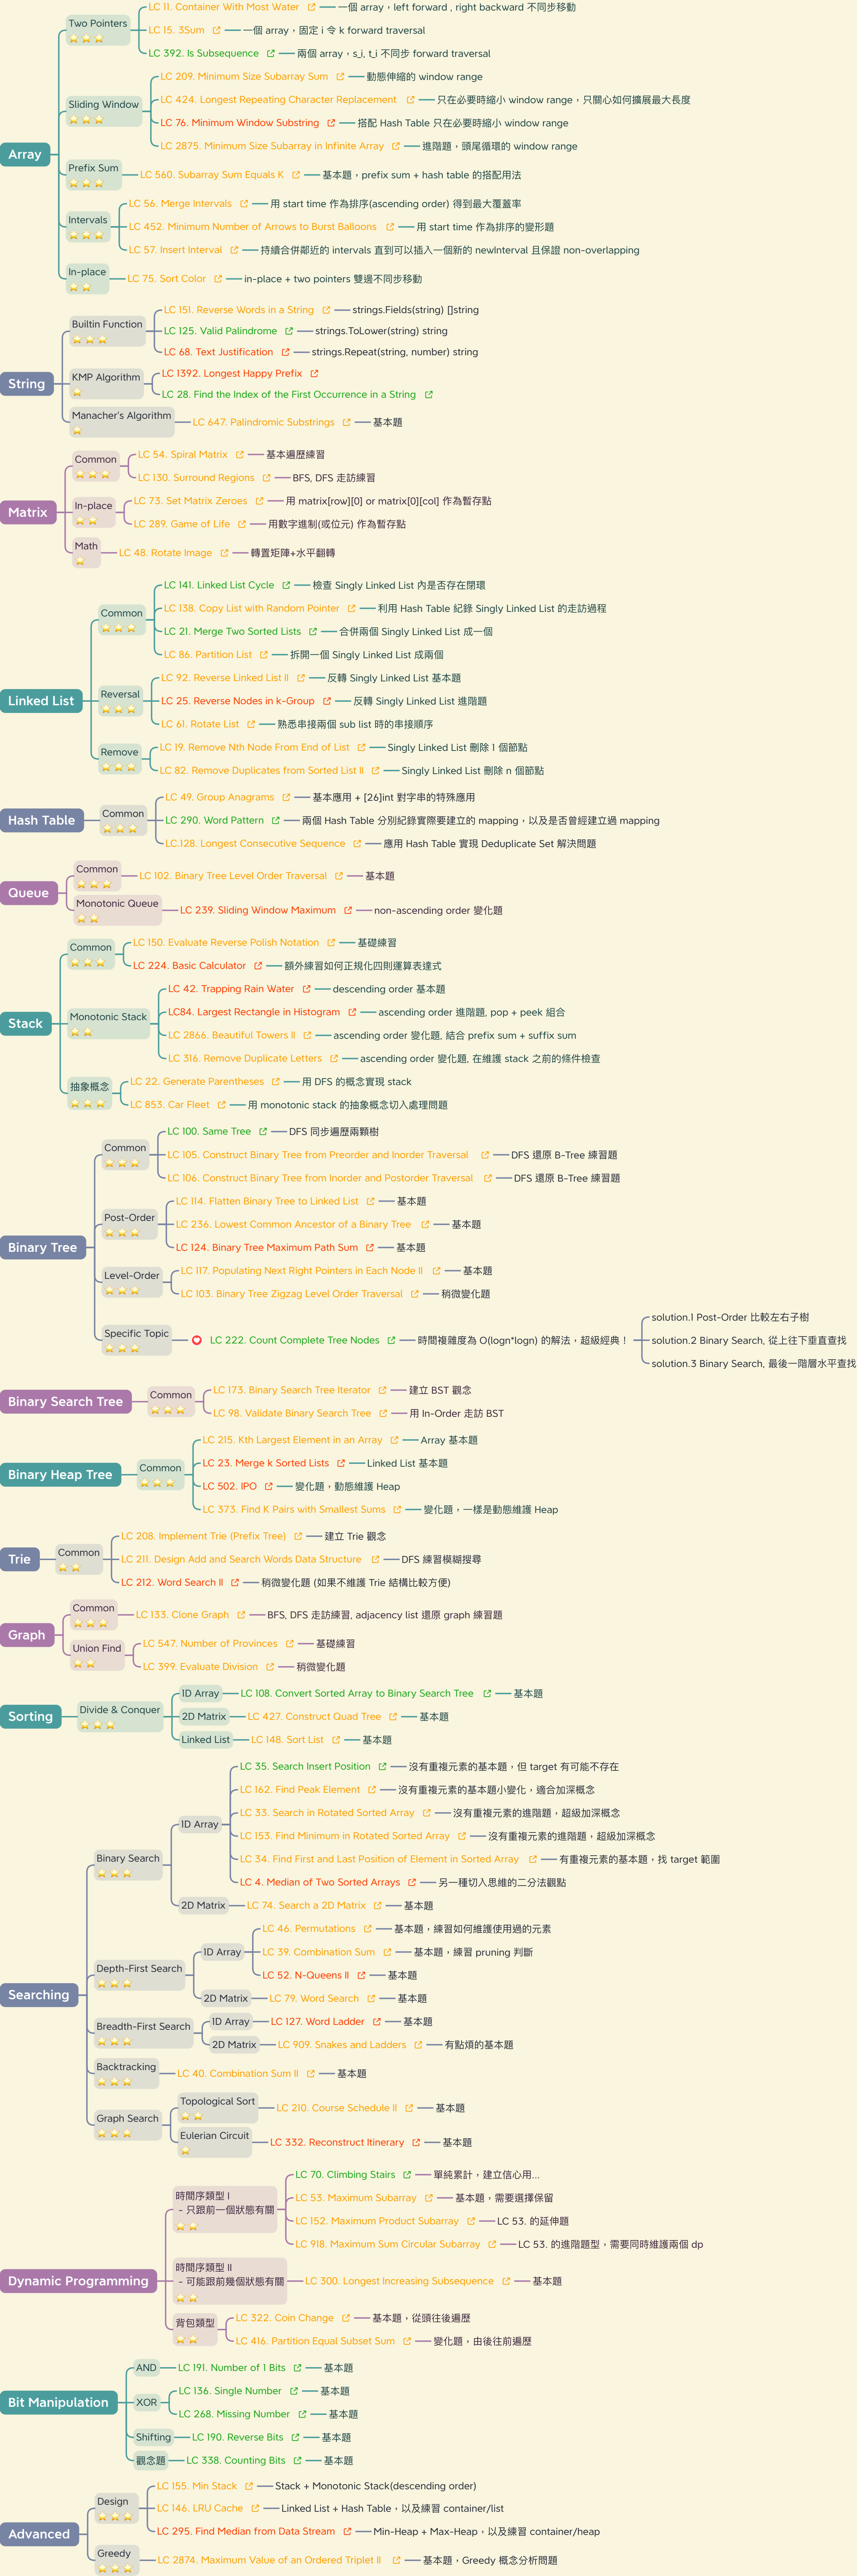 Array
Two Pointers
LC 11. Container With Most Water 一個 array，left forward , right backward 不同步移動
LC 15. 3Sum 一個 array，固定 i 令 k forward traversal
LC 392. Is Subsequence 兩個 array，s_i, t_i 不同步 forward traversal
Sliding Window
LC 209. Minimum Size Subarray Sum 動態伸縮的 window range
LC 424. Longest Repeating Character Replacement 只在必要時縮小 window range，只關心如何擴展最大長度
LC 76. Minimum Window Substring 搭配 Hash Table 只在必要時縮小 window range
LC 2875. Minimum Size Subarray in Infinite Array 進階題，頭尾循環的 window range
Prefix Sum
LC 560. Subarray Sum Equals K 基本題，prefix sum + hash table 的搭配用法
Intervals
LC 56. Merge Intervals 用 start time 作為排序(ascending order) 得到最大覆蓋率
LC 452. Minimum Number of Arrows to Burst Balloons 用 start time 作為排序的變形題
LC 57. Insert Interval 持續合併鄰近的 intervals 直到可以插入一個新的 newInterval 且保證 non-overlapping
In-place
LC 75. Sort Color in-place + two pointers 雙邊不同步移動
String
Builtin Function
LC 151. Reverse Words in a String strings.Fields(string) []string
LC 125. Valid Palindrome strings.ToLower(string) string
LC 68. Text Justification strings.Repeat(string, number) string
KMP Algorithm
LC 1392. Longest Happy Prefix
LC 28. Find the Index of the First Occurrence in a String
Manacher's Algorithm
LC 647. Palindromic Substrings 基本題
Matrix
Common
LC 54. Spiral Matrix 基本遍歷練習
LC 130. Surround Regions BFS, DFS 走訪練習
In-place
LC 73. Set Matrix Zeroes 用 matrix[row][0] or matrix[0][col] 作為暫存點
LC 289. Game of Life 用數字進制(或位元) 作為暫存點
Math
LC 48. Rotate Image 轉置矩陣+水平翻轉
Linked List
Common
LC 141. Linked List Cycle 檢查 Singly Linked List 內是否存在閉環
LC 138. Copy List with Random Pointer 利用 Hash Table 紀錄 Singly Linked List 的走訪過程
LC 21. Merge Two Sorted Lists 合併兩個 Singly Linked List 成一個
LC 86. Partition List 拆開一個 Singly Linked List 成兩個
Reversal
LC 92. Reverse Linked List II 反轉 Singly Linked List 基本題
LC 25. Reverse Nodes in k-Group 反轉 Singly Linked List 進階題
LC 61. Rotate List 熟悉串接兩個 sub list 時的串接順序
Remove
LC 19. Remove Nth Node From End of List Singly Linked List 刪除 1 個節點
LC 82. Remove Duplicates from Sorted List II Singly Linked List 刪除 n 個節點
Hash Table
Common
LC 49. Group Anagrams 基本應用 + [26]int 對字串的特殊應用
LC 290. Word Pattern 兩個 Hash Table 分別紀錄實際要建立的 mapping，以及是否曾經建立過 mapping
LC.128. Longest Consecutive Sequence 應用 Hash Table 實現 Deduplicate Set 解決問題
Queue
Common
LC 102. Binary Tree Level Order Traversal 基本題
Monotonic Queue
LC 239. Sliding Window Maximum non-ascending order 變化題
Stack
Common
LC 150. Evaluate Reverse Polish Notation 基礎練習
LC 224. Basic Calculator 額外練習如何正規化四則運算表達式
Monotonic Stack
LC 42. Trapping Rain Water descending order 基本題
LC84. Largest Rectangle in Histogram ascending order 進階題, pop + peek 組合
LC 2866. Beautiful Towers II ascending order 變化題, 結合 prefix sum + suffix sum
LC 316. Remove Duplicate Letters ascending order 變化題, 在維護 stack 之前的條件檢查
抽象概念
LC 22. Generate Parentheses 用 DFS 的概念實現 stack
LC 853. Car Fleet 用 monotonic stack 的抽象概念切入處理問題
Binary Tree
Common
LC 100. Same Tree DFS 同步遍歷兩顆樹
LC 105. Construct Binary Tree from Preorder and Inorder Traversal DFS 還原 B-Tree 練習題
LC 106. Construct Binary Tree from Inorder and Postorder Traversal DFS 還原 B-Tree 練習題
Post-Order
LC 114. Flatten Binary Tree to Linked List 基本題
LC 236. Lowest Common Ancestor of a Binary Tree 基本題
LC 124. Binary Tree Maximum Path Sum 基本題
Level-Order
LC 117. Populating Next Right Pointers in Each Node II 基本題
LC 103. Binary Tree Zigzag Level Order Traversal 稍微變化題
Specific Topic
LC 222. Count Complete Tree Nodes 時間複雜度為 O(logn*logn) 的解法，超級經典！
solution.1 Post-Order 比較左右子樹
solution.2 Binary Search, 從上往下垂直查找
solution.3 Binary Search, 最後一階層水平查找
Binary Search Tree
Common
LC 173. Binary Search Tree Iterator 建立 BST 觀念
LC 98. Validate Binary Search Tree 用 In-Order 走訪 BST
Binary Heap Tree
Common
LC 215. Kth Largest Element in an Array Array 基本題
LC 23. Merge k Sorted Lists Linked List 基本題
LC 502. IPO 變化題，動態維護 Heap
LC 373. Find K Pairs with Smallest Sums 變化題，一樣是動態維護 Heap
Trie
Common
LC 208. Implement Trie (Prefix Tree) 建立 Trie 觀念
LC 211. Design Add and Search Words Data Structure DFS 練習模糊搜尋
LC 212. Word Search II 稍微變化題 (如果不維護 Trie 結構比較方便)
Graph
Common
LC 133. Clone Graph BFS, DFS 走訪練習, adjacency list 還原 graph 練習題
Union Find
LC 547. Number of Provinces 基礎練習
LC 399. Evaluate Division 稍微變化題
Sorting
Divide & Conquer
1D Array LC 108. Convert Sorted Array to Binary Search Tree 基本題
2D Matrix LC 427. Construct Quad Tree 基本題
Linked List LC 148. Sort List 基本題
Searching
Binary Search
1D Array
LC 35. Search Insert Position 沒有重複元素的基本題，但 target 有可能不存在
LC 162. Find Peak Element 沒有重複元素的基本題小變化，適合加深概念
LC 33. Search in Rotated Sorted Array 沒有重複元素的進階題，超級加深概念
LC 153. Find Minimum in Rotated Sorted Array 沒有重複元素的進階題，超級加深概念
LC 34. Find First and Last Position of Element in Sorted Array 有重複元素的基本題，找 target 範圍
LC 4. Median of Two Sorted Arrays 另一種切入思維的二分法觀點
2D Matrix LC 74. Search a 2D Matrix 基本題
Depth-First Search
1D Array
LC 46. Permutations 基本題，練習如何維護使用過的元素
LC 39. Combination Sum 基本題，練習 pruning 判斷
LC 52. N-Queens II 基本題
2D Matrix LC 79. Word Search 基本題
Breadth-First Search
1D Array LC 127. Word Ladder 基本題
2D Matrix LC 909. Snakes and Ladders 有點煩的基本題
Backtracking
LC 40. Combination Sum II 基本題
Graph Search
Topological Sort
LC 210. Course Schedule II 基本題
Eulerian Circuit
LC 332. Reconstruct Itinerary 基本題
Dynamic Programming
時間序類型 I
- 只跟前一個狀態有關
LC 70. Climbing Stairs 單純累計，建立信心用...
LC 53. Maximum Subarray 基本題，需要選擇保留
LC 152. Maximum Product Subarray LC 53. 的延伸題
LC 918. Maximum Sum Circular Subarray LC 53. 的進階題型，需要同時維護兩個 dp
時間序類型 II
- 可能跟前幾個狀態有關
LC 300. Longest Increasing Subsequence 基本題
背包類型
LC 322. Coin Change 基本題，從頭往後遍歷
LC 416. Partition Equal Subset Sum 變化題，由後往前遍歷
Bit Manipulation
AND LC 191. Number of 1 Bits 基本題
XOR
LC 136. Single Number 基本題
LC 268. Missing Number 基本題
Shifting LC 190. Reverse Bits 基本題
觀念題 LC 338. Counting Bits 基本題
Advanced
Design
LC 155. Min Stack Stack + Monotonic Stack(descending order)
LC 146. LRU Cache Linked List + Hash Table，以及練習 container/list
LC 295. Find Median from Data Stream Min-Heap + Max-Heap，以及練習 container/heap
Greedy
LC 2874. Maximum Value of an Ordered Triplet II 基本題，Greedy 概念分析問題